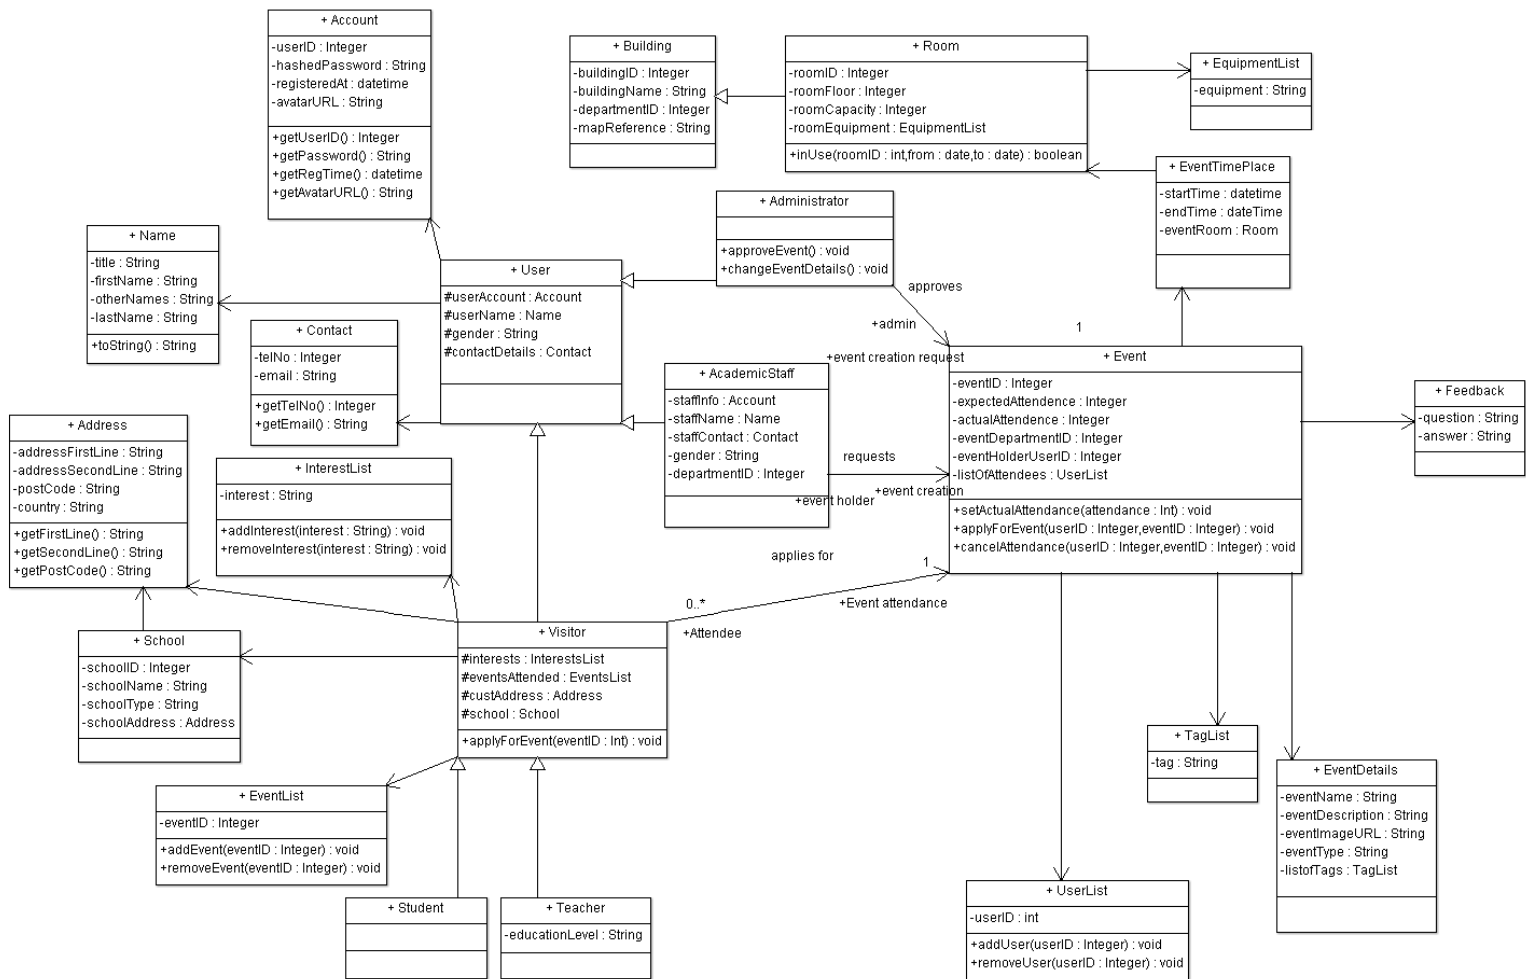 + Account
-userID : Integer
-hashedPassword : String
-registeredAt : datetime
-avatarURL : String
+getUserID() : Integer
+getPassword() : String
+getRegTime() : datetime
+getAvatarURL() : String
+ Building
-buildingID : Integer
-buildingName : String
-departmentID : Integer
-mapReference : String
+ Room
-roomID : Integer
-roomFloor : Integer
-roomCapacity : Integer
-roomEquipment : EquipmentList
+inUse(roomID : int,from : date,to : date) : boolean
+ EquipmentList
-equipment : String
+ EventTimePlace
-startTime : datetime
-endTime : dateTime
-eventRoom : Room
+ Administrator
+approveEvent() : void
+changeEventDetails() : void
+ Name
-title : String
-firstName : String
-otherNames : String
-lastName : String
+toString() : String
+ User
#userAccount : Account
#userName : Name
#gender : String
#contactDetails : Contact
approves
+admin
1
+event creation request
+ Contact
-telNo : Integer
-email : String
+getTelNo() : Integer
+getEmail() : String
+ AcademicStaff
-staffInfo : Account
-staffName : Name
-staffContact : Contact
-gender : String
-departmentID : Integer
requests
+event creation
+event holder
+ Event
-eventID : Integer
-expectedAttendence : Integer
-actualAttendence : Integer
-eventDepartmentID : Integer
-eventHolderUserID : Integer
-listOfAttendees : UserList
+setActualAttendance(attendance : Int) : void
+applyForEvent(userID : Integer,eventID : Integer) : void
+cancelAttendance(userID : Integer,eventID : Integer) : void
+ Feedback
-question : String
-answer : String
+ Address
-addressFirstLine : String
-addressSecondLine : String
-postCode : String
-country : String
+getFirstLine() : String
+getSecondLine() : String
+getPostCode() : String
+ InterestList
-interest : String
+addInterest(interest : String) : void
+removeInterest(interest : String) : void
applies for
1
0..*
+Event attendance
+Attendee
+ School
-schoolID : Integer
-schoolName : String
-schoolType : String
-schoolAddress : Address
+ Visitor
#interests : InterestsList
#eventsAttended : EventsList
#custAddress : Address
#school : School
+applyForEvent(eventID : Int) : void
+ TagList
-tag : String
+ EventDetails
-eventName : String
-eventDescription : String
-eventImageURL : String
-eventType : String
-listofTags : TagList
+ EventList
-eventID : Integer
+addEvent(eventID : Integer) : void
+removeEvent(eventID : Integer) : void
+ Student
+ Teacher
-educationLevel : String
+ UserList
-userID : int
+addUser(userID : Integer) : void
+removeUser(userID : Integer) : void